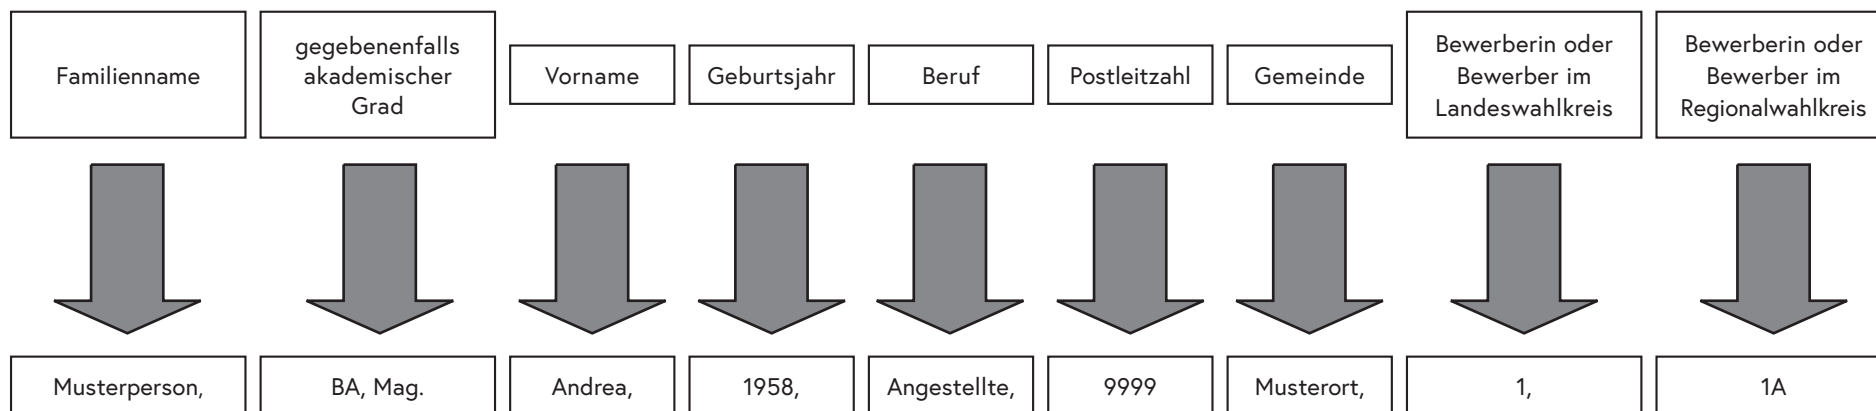 Familienname
gegebenenfalls
akademischer
Grad
Vorname
Geburtsjahr
Beruf
Postleitzahl
Gemeinde
Bewerberin oder
Bewerber im
Landeswahlkreis
Bewerberin oder
Bewerber im
Regionalwahlkreis
Musterperson,
BA, Mag.
Andrea,
1958,
Angestellte,
9999
Musterort,
1,
1A